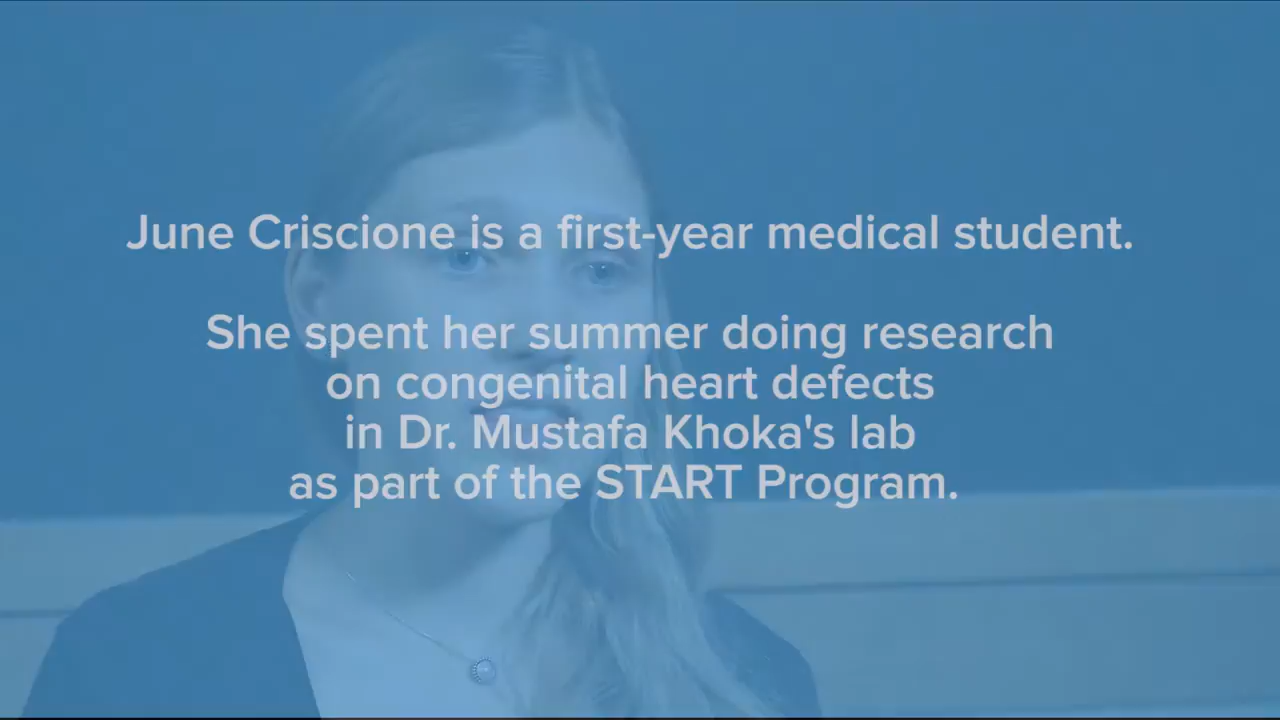 June Criscione is a first-year medical student.
She spent her summer doing research
on congenital heart defects
in Dr. Mustafa Khoka's lab
as part of the START Program.